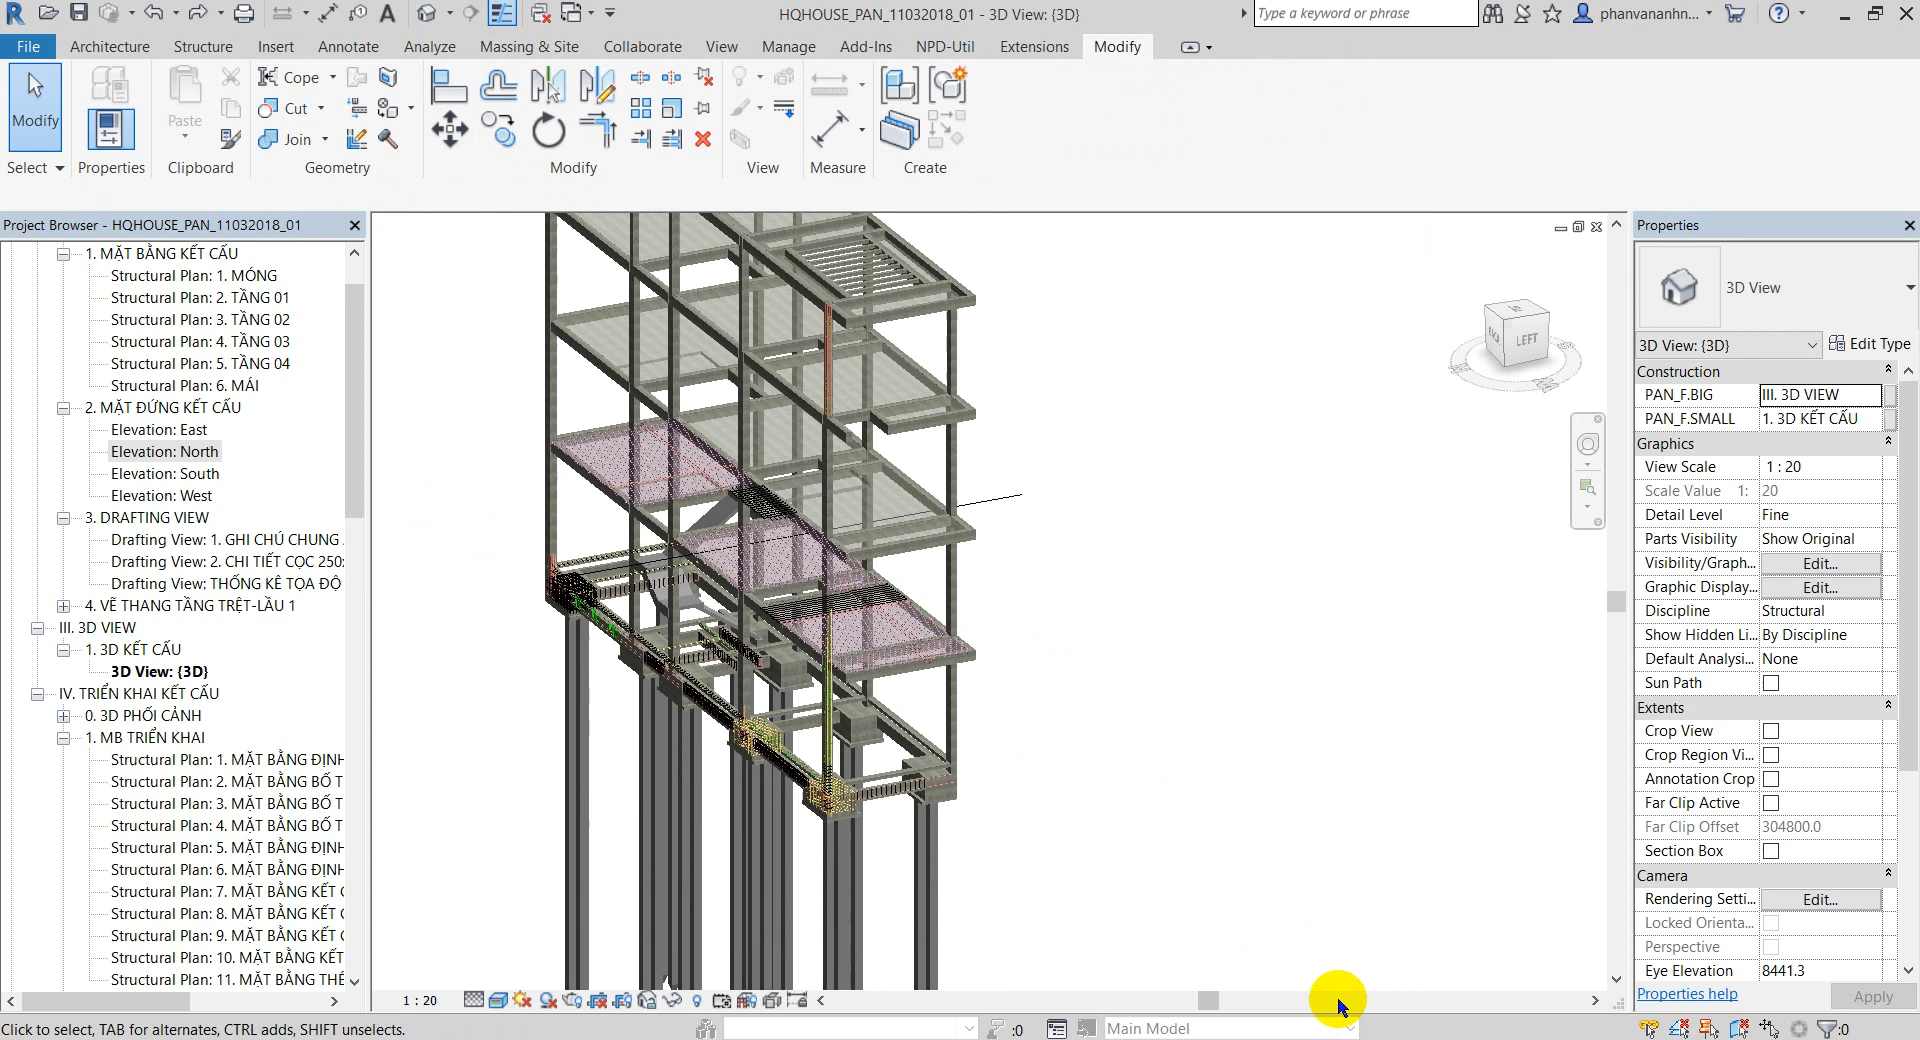 HQHOUSE_PAN_11032018_01 - 3D View: {3D}
Type a keyword or phrase
phanvananhn...
File
Architecture
Structure
Insert
Annotate
Analyze
Massing & Site
Collaborate
View
Manage
Add-Ins
NPD-Util
Extensions
Modify
Modify
Paste
Cope
Cut
Join
Select
Properties
Clipboard
Geometry
Modify
View
Measure
Create
Project Browser - HQHOUSE_PAN_11032018_01
1. MẶT BẰNG KẾT CẤU
Structural Plan: 1. MÓNG
Structural Plan: 2. TẦNG 01
Structural Plan: 3. TẦNG 02
Structural Plan: 4. TẦNG 03
Structural Plan: 5. TẦNG 04
Structural Plan: 6. MÁI
2. MẶT ĐỨNG KẾT CẤU
Elevation: East
Elevation: North
Elevation: South
Elevation: West
3. DRAFTING VIEW
Drafting View: 1. GHI CHÚ CHUNG
Drafting View: 2. CHI TIẾT CỌC 250
Drafting View: THỐNG KÊ TỌA ĐỘ
4. VẼ THANG TẦNG TRỆT-LẦU 1
III. 3D VIEW
1. 3D KẾT CẤU
3D View: {3D}
IV. TRIỂN KHAI KẾT CẤU
0. 3D PHỐI CẢNH
1. MB TRIỂN KHAI
Structural Plan: 1. MẶT BẰNG ĐỊNH
Structural Plan: 2. MẶT BẰNG BỐ T
Structural Plan: 3. MẶT BẰNG BỐ T
Structural Plan: 4. MẶT BẰNG BỐ T
Structural Plan: 5. MẶT BẰNG ĐỊNH
Structural Plan: 6. MẶT BẰNG ĐỊNH
Structural Plan: 7. MẶT BẰNG KẾT
Structural Plan: 8. MẶT BẰNG KẾT
Structural Plan: 9. MẶT BẰNG KẾT
Structural Plan: 10. MẶT BẰNG KẾT
Structural Plan: 11. MẶT BẰNG THÉ
LEFT
1 : 20
Properties
3D View
3D View: {3D}
Edit Type
Construction
PAN_F.BIG III. 3D VIEW
PAN_F.SMALL 1. 3D KẾT CẤU
Graphics
View Scale 1 : 20
Scale Value 1: 20
Detail Level Fine
Parts Visibility Show Original
Visibility/Graph... Edit...
Graphic Display... Edit...
Discipline Structural
Show Hidden Li... By Discipline
Default Analysi... None
Sun Path
Extents
Crop View
Crop Region Vi...
Annotation Crop
Far Clip Active
Far Clip Offset 304800.0
Section Box
Camera
Rendering Setti... Edit...
Locked Orienta...
Perspective
Eye Elevation 8441.3
Properties help
Apply
Click to select, TAB for alternates, CTRL adds, SHIFT unselects.
:0
Main Model
:0